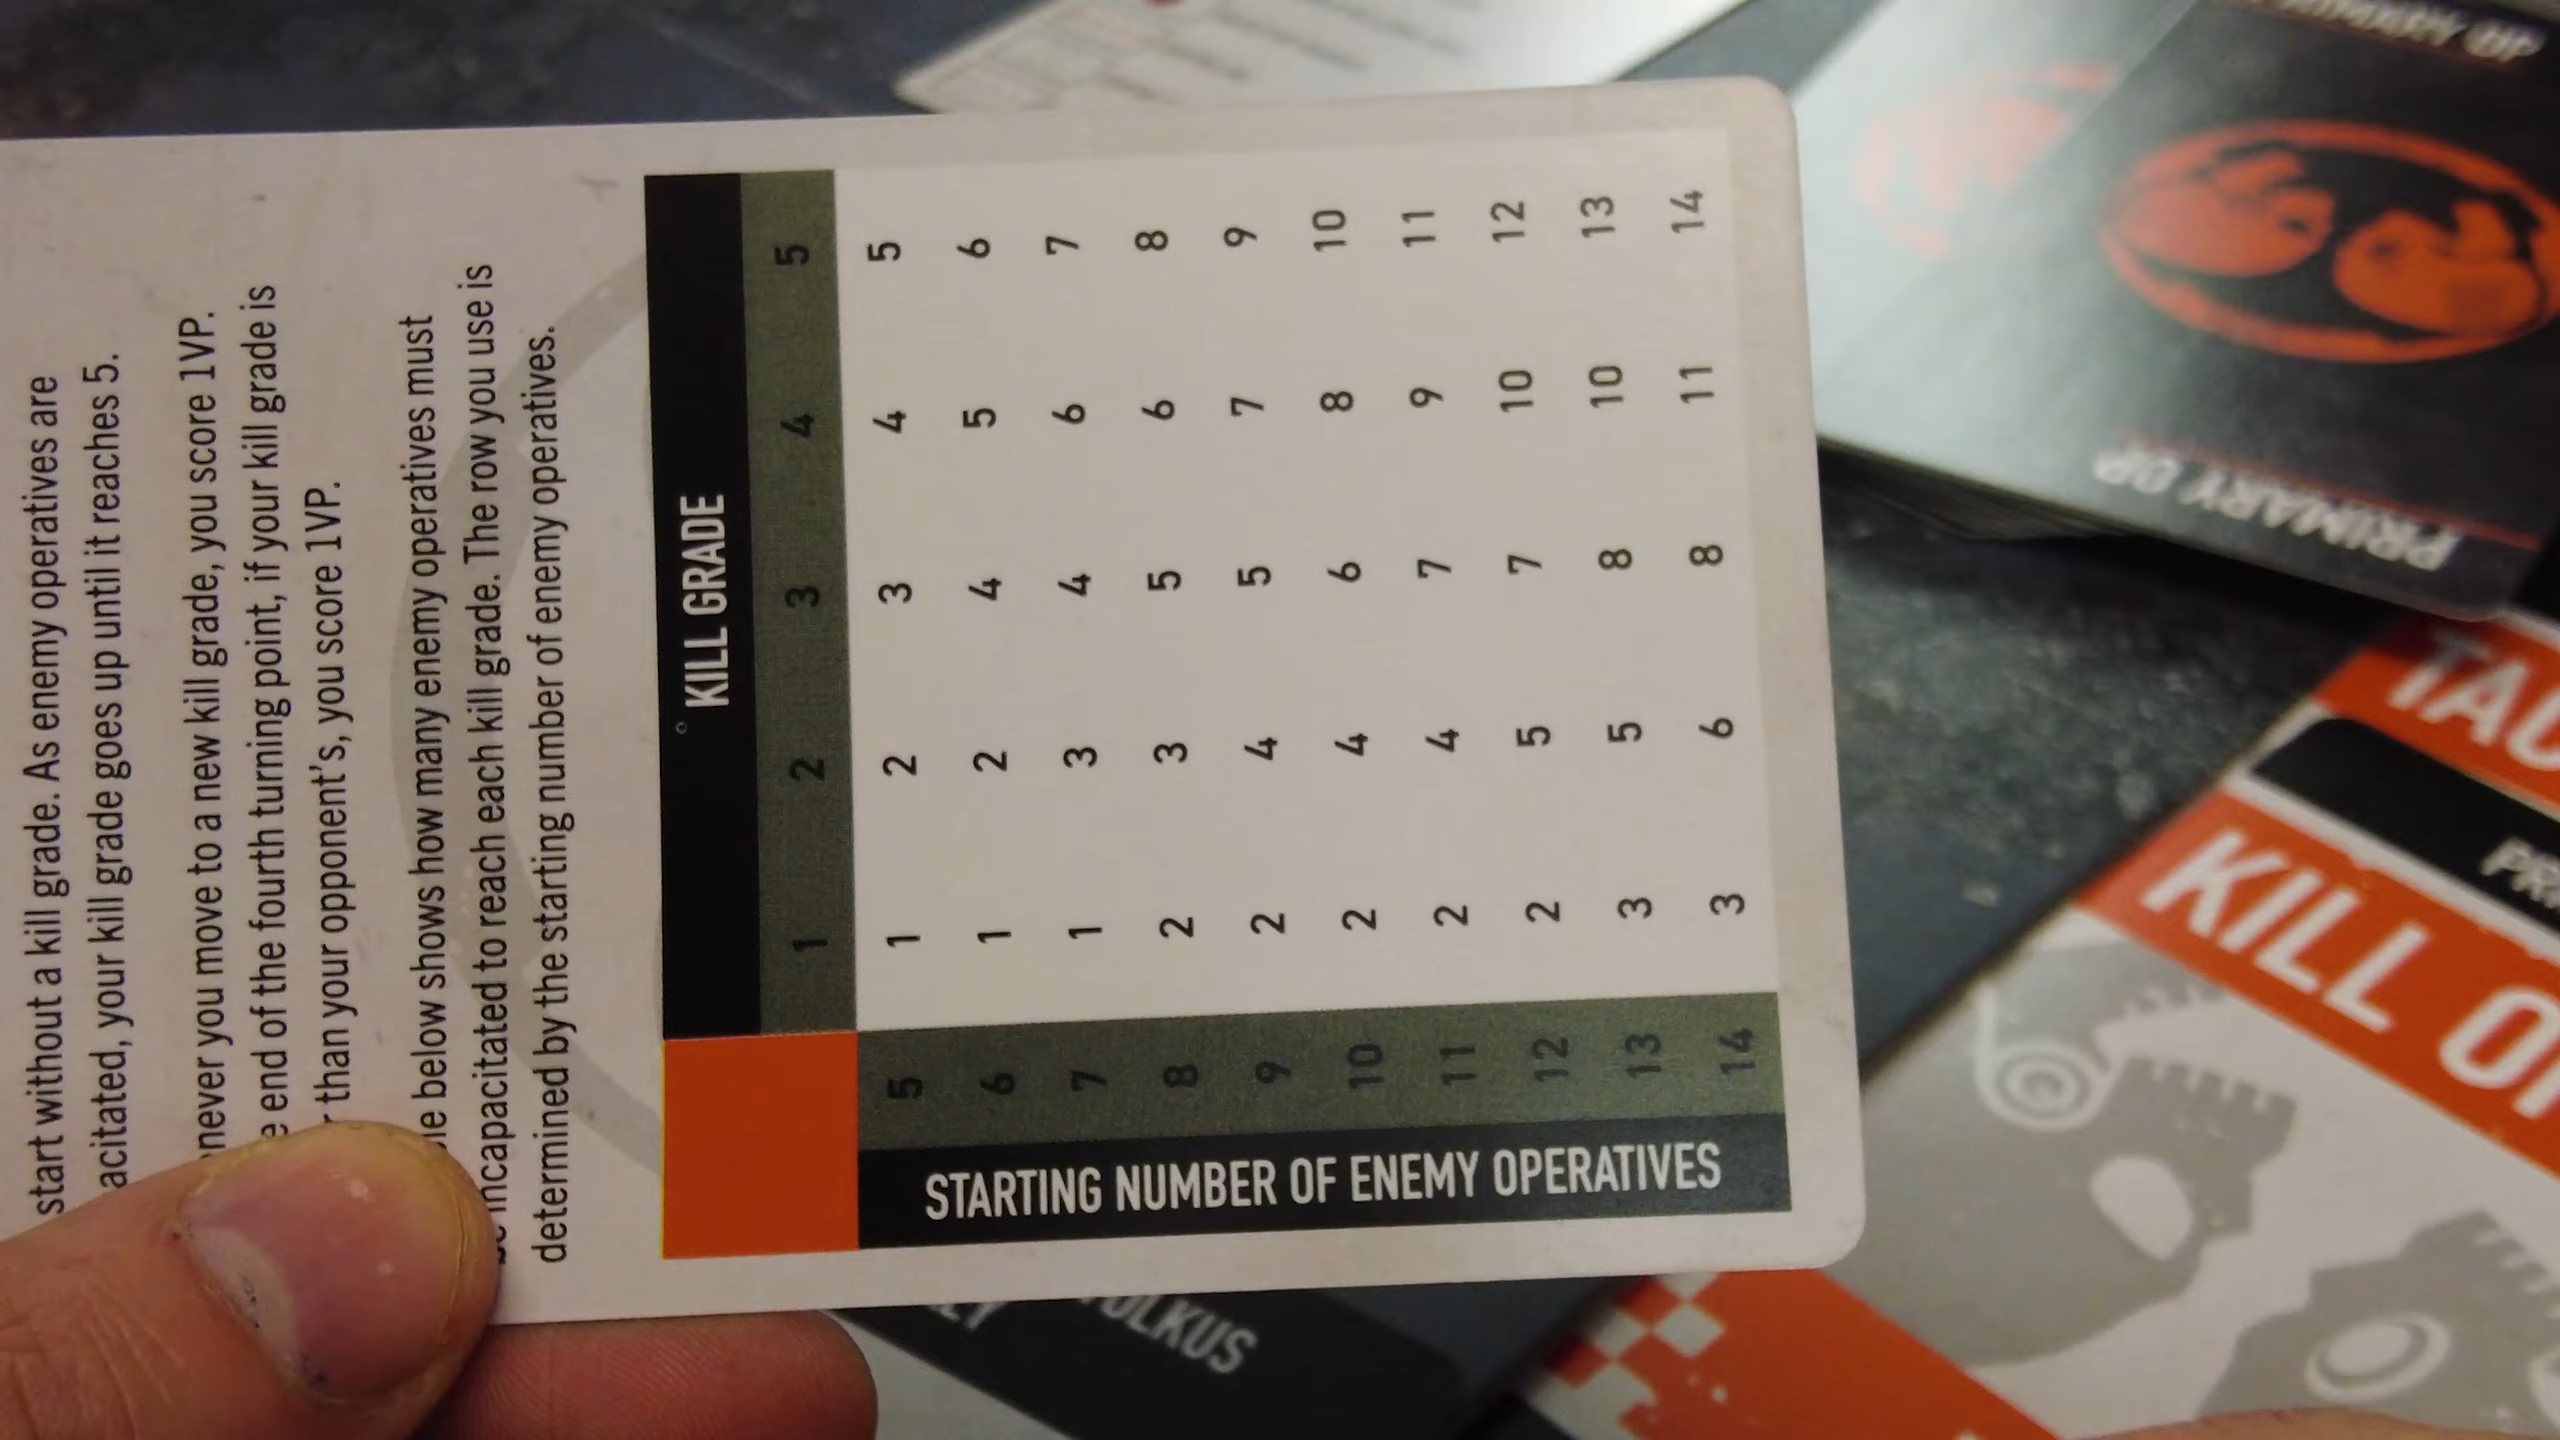 start without a kill grade. As enemy operatives are
acitated, your kill grade goes up until it reaches 5.
never you move to a new kill grade, you score 1VP.
end of the fourth turning point, if your kill grade is
than your opponent's, you score 1VP.
below shows how many enemy operatives must
incapacitated to reach each kill grade. The row you use is
determined by the starting number of enemy operatives.
KILL GRADE
1 2 3 4 5
5 1 2 3 4 5
6 1 2 4 5 6
7 1 3 4 6 7
8 2 3 5 6 8
9 2 4 5 7 9
10 2 4 6 8 10
11 2 4 7 9 11
12 2 5 7 10 12
13 3 5 8 10 13
14 3 6 8 11 14
STARTING NUMBER OF ENEMY OPERATIVES
PRIMARY OP
PRIMARY OP
TAC
KILL O
OLKUS